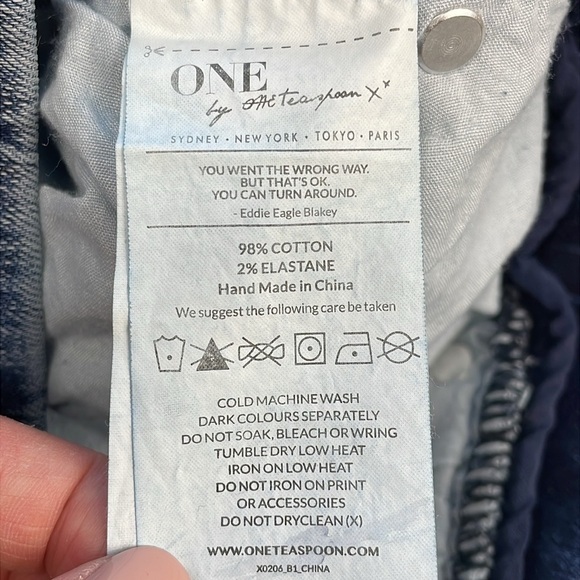 ONE
by One Teaspoon X×
SYDNEY • NEW YORK • TOKYO • PARIS
YOU WENT THE WRONG WAY.
BUT THAT'S OK.
YOU CAN TURN AROUND.
- Eddie Eagle Blakey
98% COTTON
2% ELASTANE
Hand Made in China
We suggest the following care be taken
COLD MACHINE WASH
DARK COLOURS SEPARATELY
DO NOT SOAK, BLEACH OR WRING
TUMBLE DRY LOW HEAT
IRON ON LOW HEAT
DO NOT IRON ON PRINT
OR ACCESSORIES
DO NOT DRYCLEAN (X)
WWW.ONETEASPOON.COM
X0206_B1_CHINA